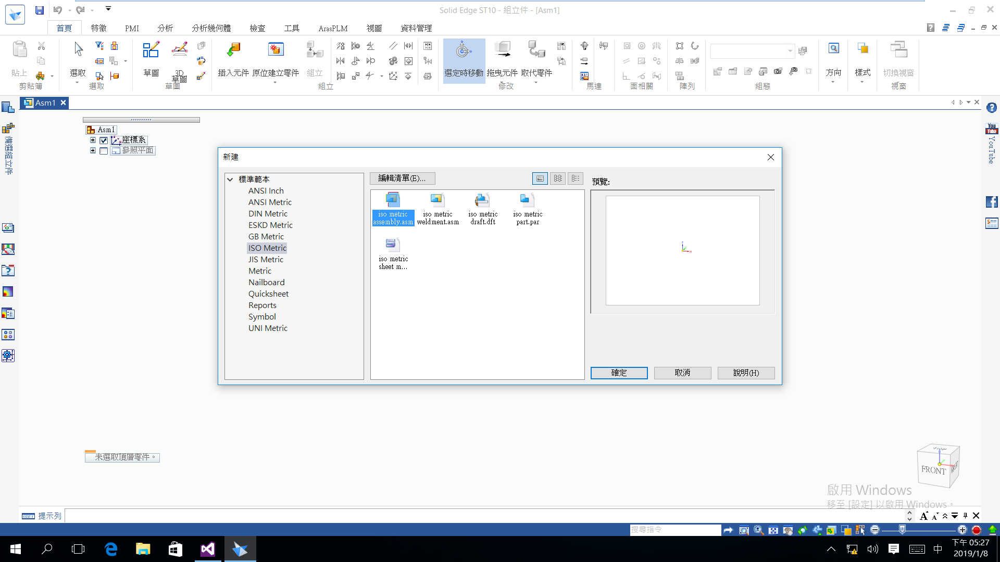 Solid Edge ST10 - 組立件 - [Asm1]
首頁 特徵 PMI 分析 分析幾何體 檢查 工具 ArasPLM 視圖 資料管理
貼上
選取
草圖
3D
草圖
插入元件
原位建立零件
組立
選定時移動
拖曳元件
取代零件
方向
樣式
切換視窗
剪貼簿 選取 草圖 組立 修改 馬達 面相關 陣列 組態 視窗
Asm1
Asm1
座標系
參照平面
備選組立件
You
Tube
YouTube
新建
標準範本
ANSI Inch
ANSI Metric
DIN Metric
ESKD Metric
GB Metric
ISO Metric
JIS Metric
Metric
Nailboard
Quicksheet
Reports
Symbol
UNI Metric
編輯清單(E)...
iso metric
assembly.asm
iso metric
weldment.asm
iso metric
draft.dft
iso metric
part.par
iso metric
sheet m...
預覽:
確定 取消 說明(H)
未選取頂層零件。
TOP
FRONT
啟用 Windows
移至 [設定] 以啟用 Windows。
提示列
搜尋指令
中
下午 05:27
2019/1/8